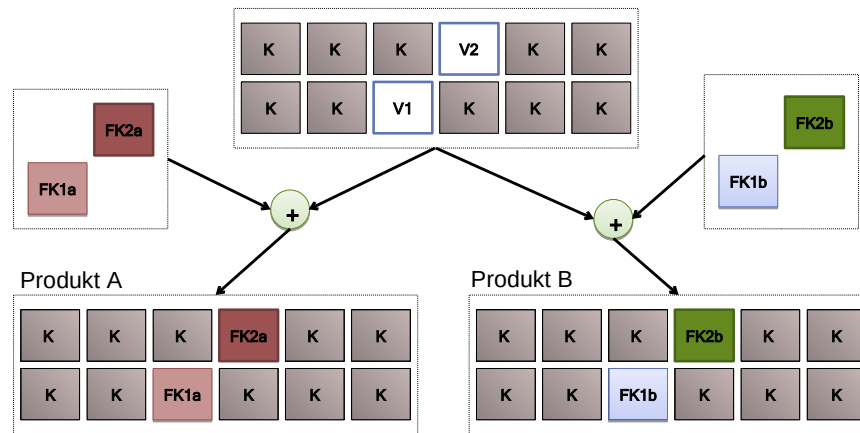 K K K V2 K K
K K V1 K K K
FK2a
FK1a
FK2b
FK1b
+
+
Produkt A
K K K FK2a K K
K K FK1a K K K
Produkt B
K K K FK2b K K
K K FK1b K K K